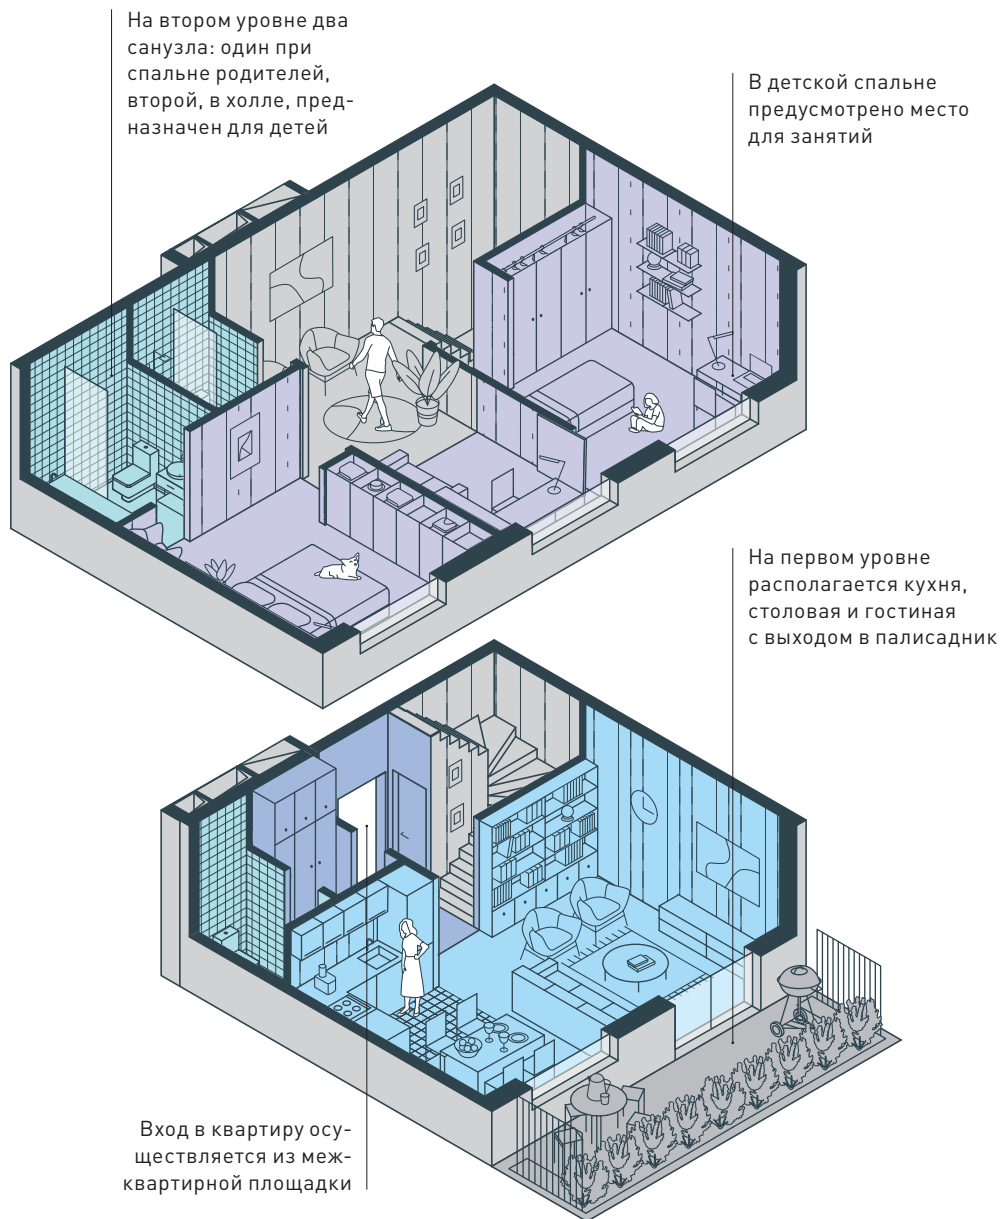 На втором уровне два
санузла: один при
спальне родителей,
второй, в холле, пред-
назначен для детей
В детской спальне
предусмотрено место
для занятий
На первом уровне
располагается кухня,
столовая и гостиная
с выходом в палисадник
Вход в квартиру осу-
ществляется из меж-
квартирной площадки